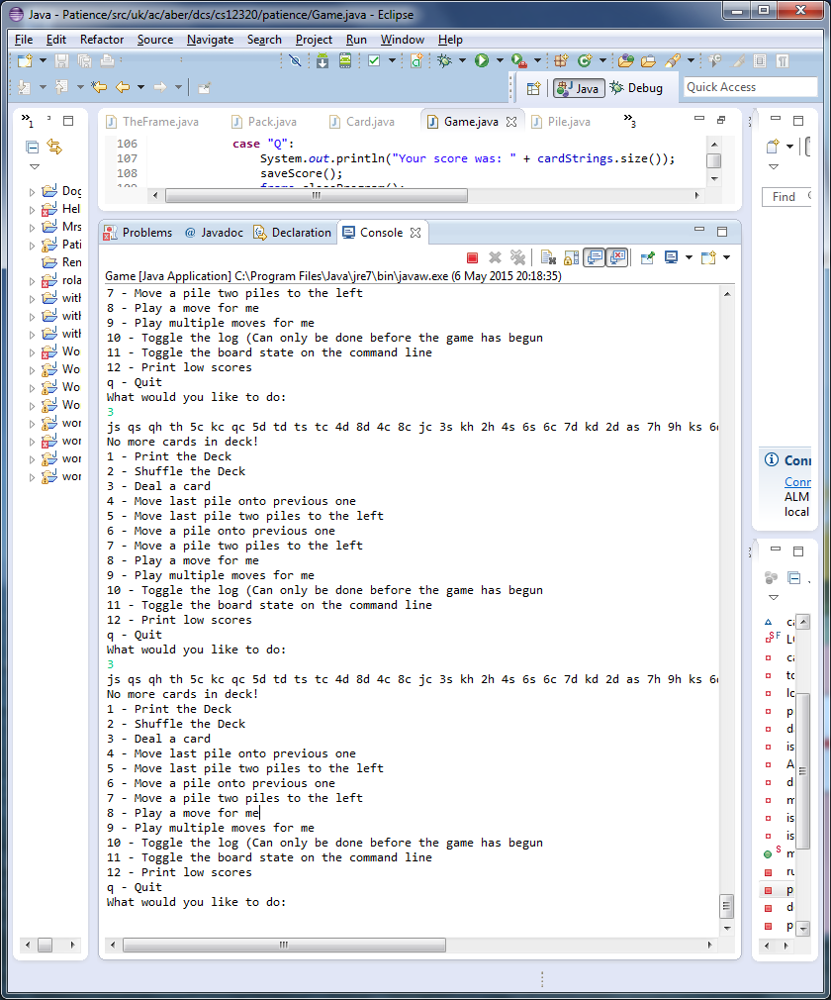 Java - Patience/src/uk/ac/aber/dcs/cs12320/patience/Game.java - Eclipse
File Edit Refactor Source Navigate Search Project Run Window Help
Java Debug Quick Access
1
TheFrame.java Pack.java Card.java Game.java Pile.java 3
106 case "Q":
107 System.out.println("Your score was: " + cardStrings.size());
108 saveScore();
Find
Dog
Hel
Mrs
Pati
Ren
rola
with
with
with
Wo
Wo
Wo
Wo
wor
wor
wor
wor
Problems @ Javadoc Declaration Console
Game [Java Application] C:\Program Files\Java\jre7\bin\javaw.exe (6 May 2015 20:18:35)
7 - Move a pile two piles to the left
8 - Play a move for me
9 - Play multiple moves for me
10 - Toggle the log (Can only be done before the game has begun
11 - Toggle the board state on the command line
12 - Print low scores
q - Quit
What would you like to do:
3
js qs qh th 5c kc qc 5d td ts tc 4d 8d 4c 8c jc 3s kh 2h 4s 6s 6c 7d kd 2d as 7h 9h ks 6d
No more cards in deck!
1 - Print the Deck
2 - Shuffle the Deck
3 - Deal a card
4 - Move last pile onto previous one
5 - Move last pile two piles to the left
6 - Move a pile onto previous one
7 - Move a pile two piles to the left
8 - Play a move for me
9 - Play multiple moves for me
10 - Toggle the log (Can only be done before the game has begun
11 - Toggle the board state on the command line
12 - Print low scores
q - Quit
What would you like to do:
3
js qs qh th 5c kc qc 5d td ts tc 4d 8d 4c 8c jc 3s kh 2h 4s 6s 6c 7d kd 2d as 7h 9h ks 6d
No more cards in deck!
1 - Print the Deck
2 - Shuffle the Deck
3 - Deal a card
4 - Move last pile onto previous one
5 - Move last pile two piles to the left
6 - Move a pile onto previous one
7 - Move a pile two piles to the left
8 - Play a move for me
9 - Play multiple moves for me
10 - Toggle the log (Can only be done before the game has begun
11 - Toggle the board state on the command line
12 - Print low scores
q - Quit
What would you like to do:
Conn
Conr
ALM
local